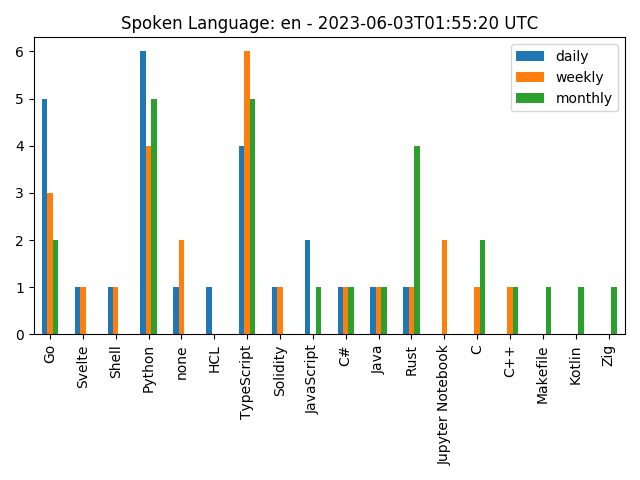 Spoken Language: en - 2023-06-03T01:55:20 UTC
daily
weekly
monthly
6
5
4
3
2
1
0
Go
Svelte
Shell
Python
none
HCL
TypeScript
Solidity
JavaScript
C#
Java
Rust
Jupyter Notebook
C
C++
Makefile
Kotlin
Zig